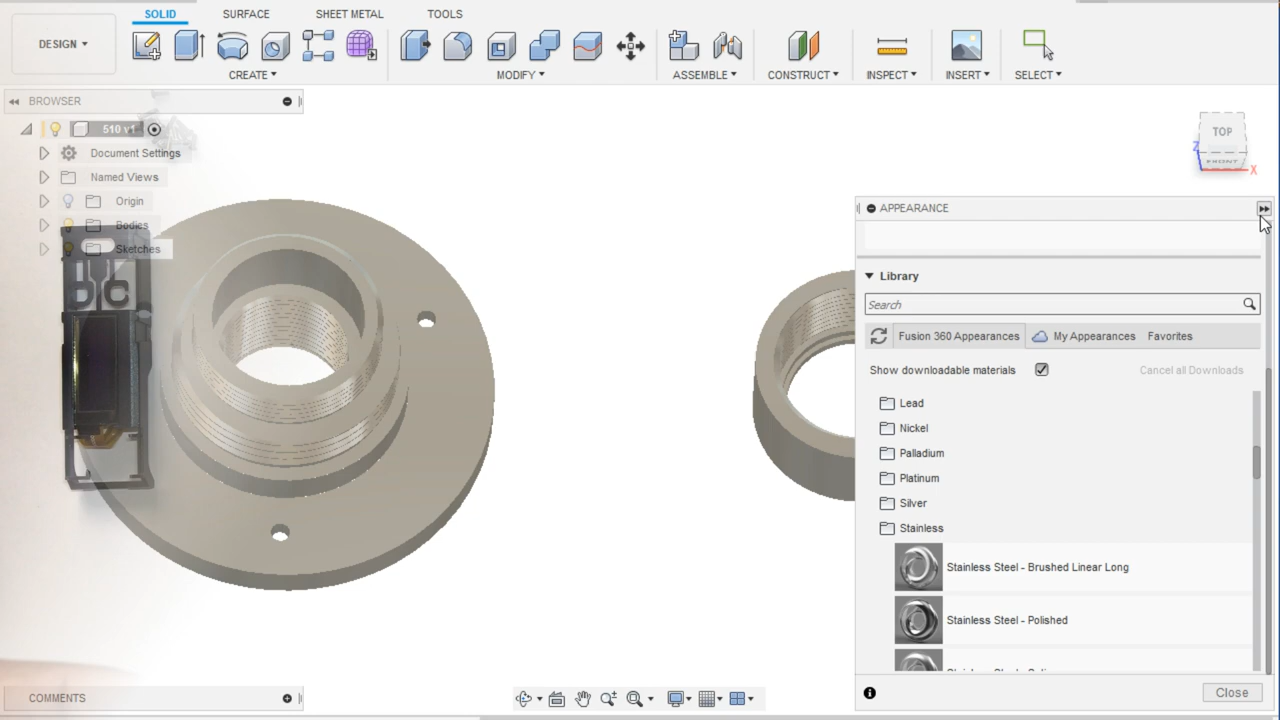 SOLID SURFACE SHEET METAL TOOLS
DESIGN
CREATE MODIFY ASSEMBLE CONSTRUCT INSPECT INSERT SELECT
BROWSER
510 v1
Document Settings
Named Views
Origin
Bodies
Sketches
TOP
FRONT
Z
X
APPEARANCE
Library
Search
Fusion 360 Appearances My Appearances Favorites
Show downloadable materials Cancel all Downloads
Lead
Nickel
Palladium
Platinum
Silver
Stainless
Stainless Steel - Brushed Linear Long
Stainless Steel - Polished
Close
COMMENTS